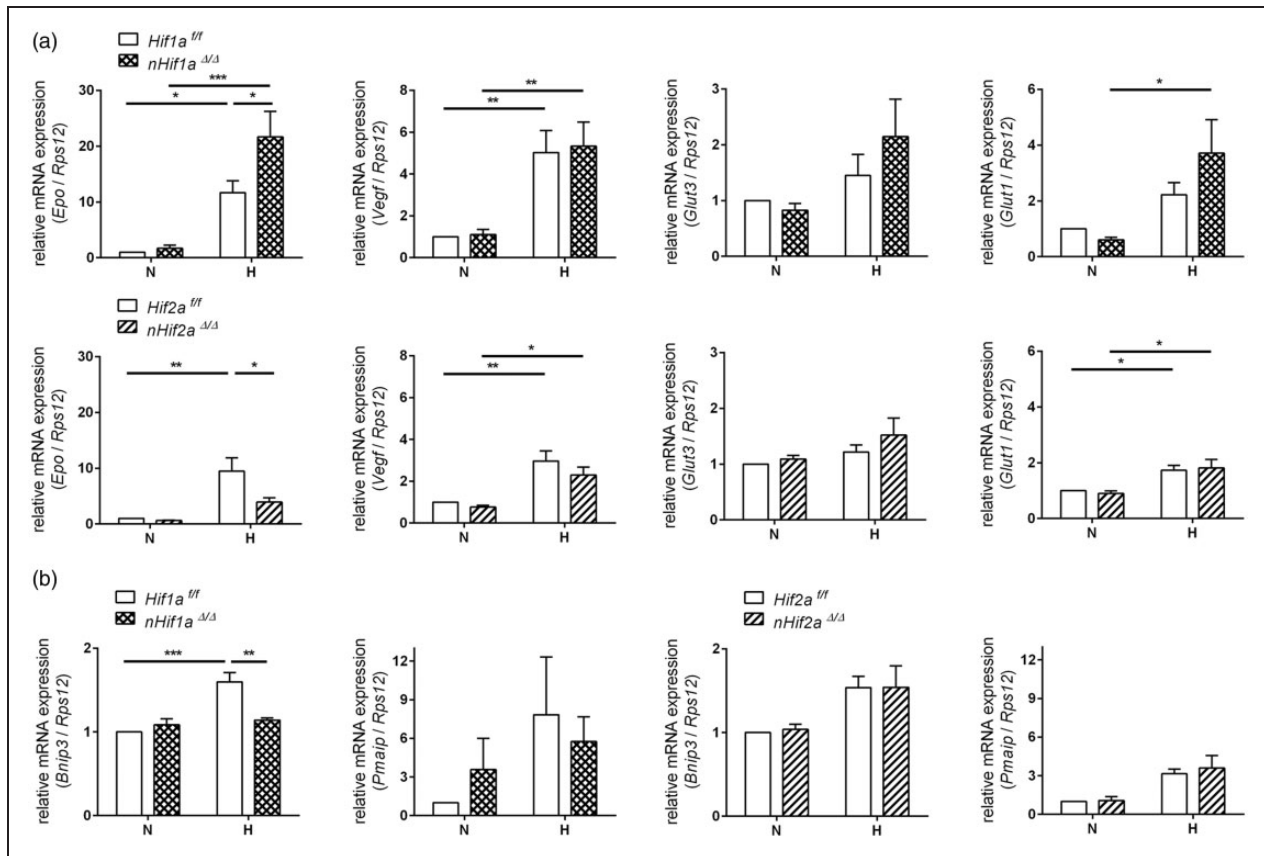 (a)
Hif1a f/f
nHif1a Δ/Δ
relative mRNA expression
(Epo / Rps12)
30
20
10
0
*
***
*
N
H
relative mRNA expression
(Vegf / Rps12)
8
6
4
2
0
**
**
N
H
relative mRNA expression
(Glut3 / Rps12)
3
2
1
0
N
H
relative mRNA expression
(Glut1 / Rps12)
6
4
2
0
*
N
H
Hif2a f/f
nHif2a Δ/Δ
relative mRNA expression
(Epo / Rps12)
30
20
10
0
**
*
N
H
relative mRNA expression
(Vegf / Rps12)
8
6
4
2
0
*
**
N
H
relative mRNA expression
(Glut3 / Rps12)
3
2
1
0
N
H
relative mRNA expression
(Glut1 / Rps12)
6
4
2
0
*
*
N
H
(b)
Hif1a f/f
nHif1a Δ/Δ
relative mRNA expression
(Bnip3 / Rps12)
2
1
0
***
**
N
H
relative mRNA expression
(Pmaip / Rps12)
12
9
6
3
0
N
H
Hif2a f/f
nHif2a Δ/Δ
relative mRNA expression
(Bnip3 / Rps12)
2
1
0
N
H
relative mRNA expression
(Pmaip / Rps12)
12
9
6
3
0
N
H